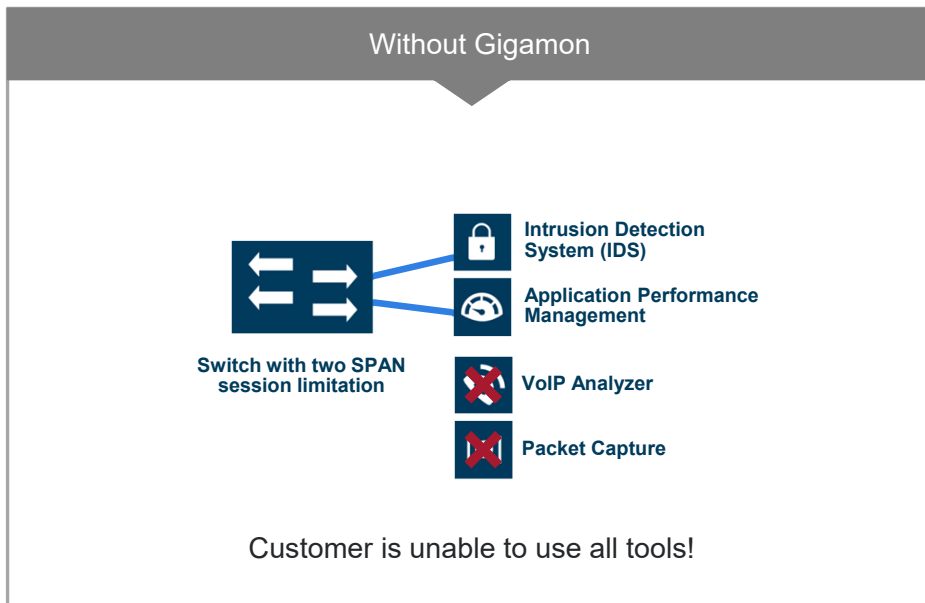 Without Gigamon
Intrusion Detection
System (IDS)
Application Performance
Management
Switch with two SPAN
session limitation
VoIP Analyzer
Packet Capture
Customer is unable to use all tools!